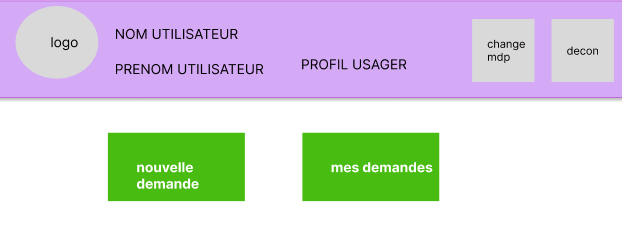 logo
NOM UTILISATEUR
PRENOM UTILISATEUR
PROFIL USAGER
change
mdp
decon
nouvelle
demande
mes demandes